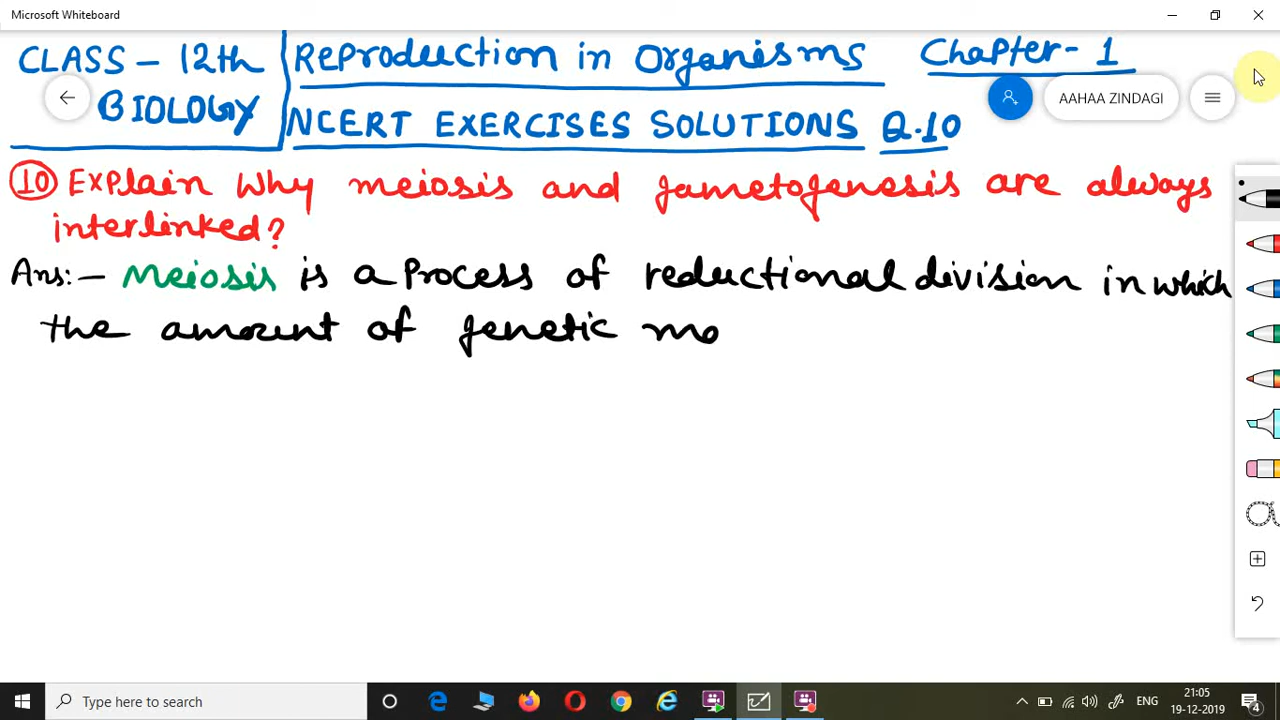 Microsoft Whiteboard
CLASS - 12th
BIOLOGY
Reproduction in Organisms Chapter- 1
NCERT EXERCISES SOLUTIONS Q.10
AAHAA ZINDAGI
10 Explain Why meiosis and gametogenesis are always
interlinked?
Ans:- Meiosis is a Process of reductional division in which
the amount of genetic
Type here to search
ENG
21:05
19-12-2019
4